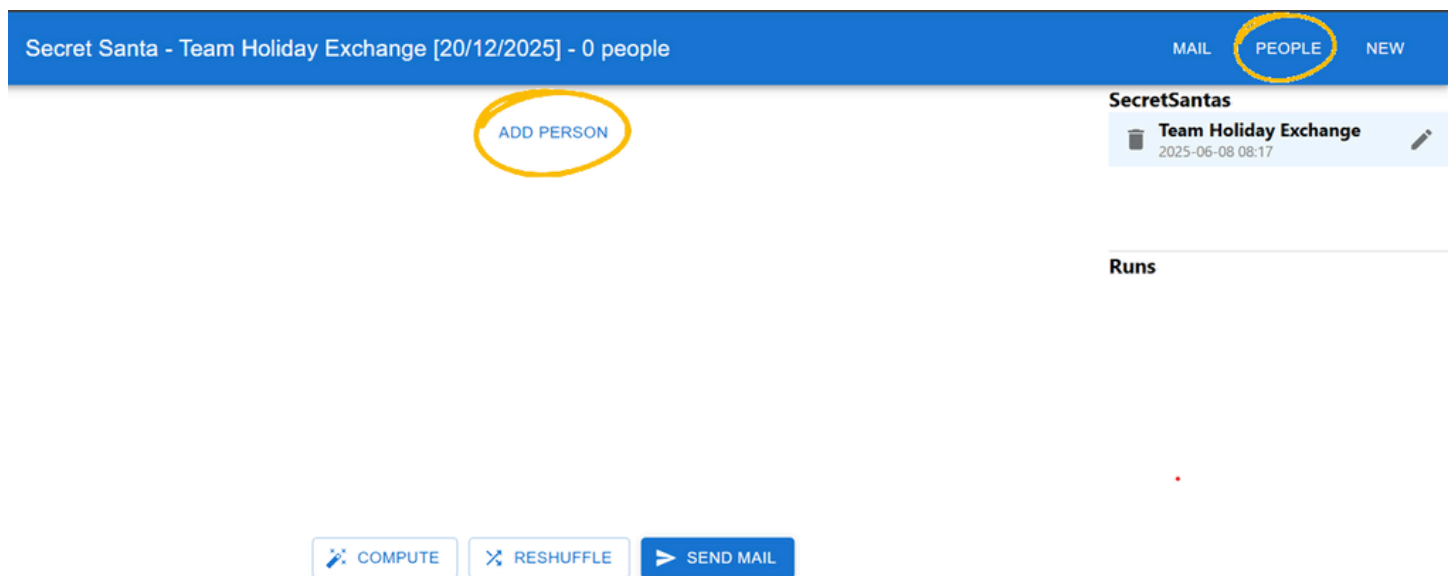 Secret Santa - Team Holiday Exchange [20/12/2025] - 0 people
MAIL PEOPLE NEW
ADD PERSON
SecretSantas
Team Holiday Exchange
2025-06-08 08:17
Runs
COMPUTE RESHUFFLE SEND MAIL